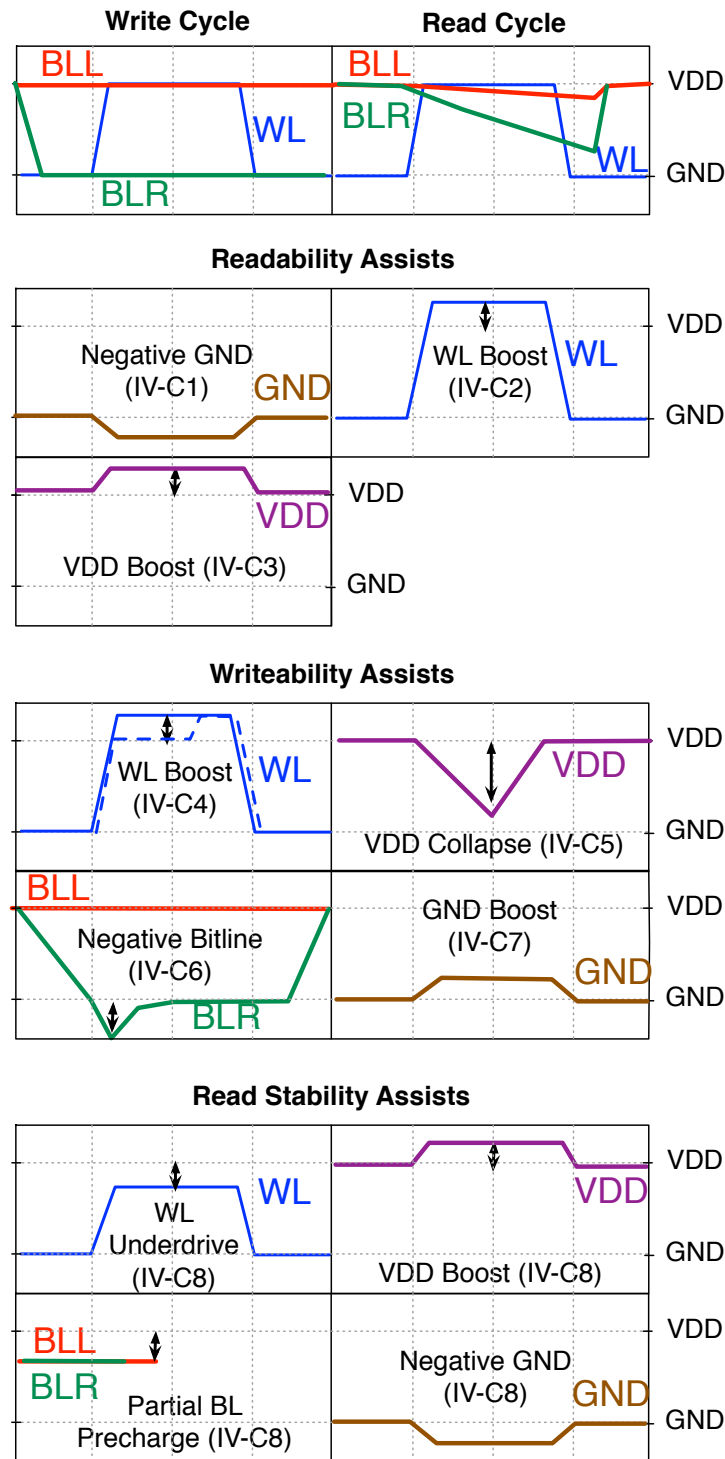 Write Cycle
Read Cycle
BLL
BLL
VDD
BLR
WL
WL
BLR
GND
Readability Assists
VDD
Negative GND
(IV-C1)
GND
WL Boost
(IV-C2)
WL
GND
VDD
VDD
VDD Boost (IV-C3)
GND
Writeability Assists
VDD
WL Boost
(IV-C4)
WL
VDD
VDD Collapse (IV-C5)
GND
BLL
VDD
Negative Bitline
(IV-C6)
BLR
GND Boost
(IV-C7)
GND
GND
Read Stability Assists
VDD
WL
WL
Underdrive
(IV-C8)
VDD
VDD Boost (IV-C8)
GND
VDD
BLL
BLR
Partial BL
Precharge (IV-C8)
Negative GND
(IV-C8)
GND
GND